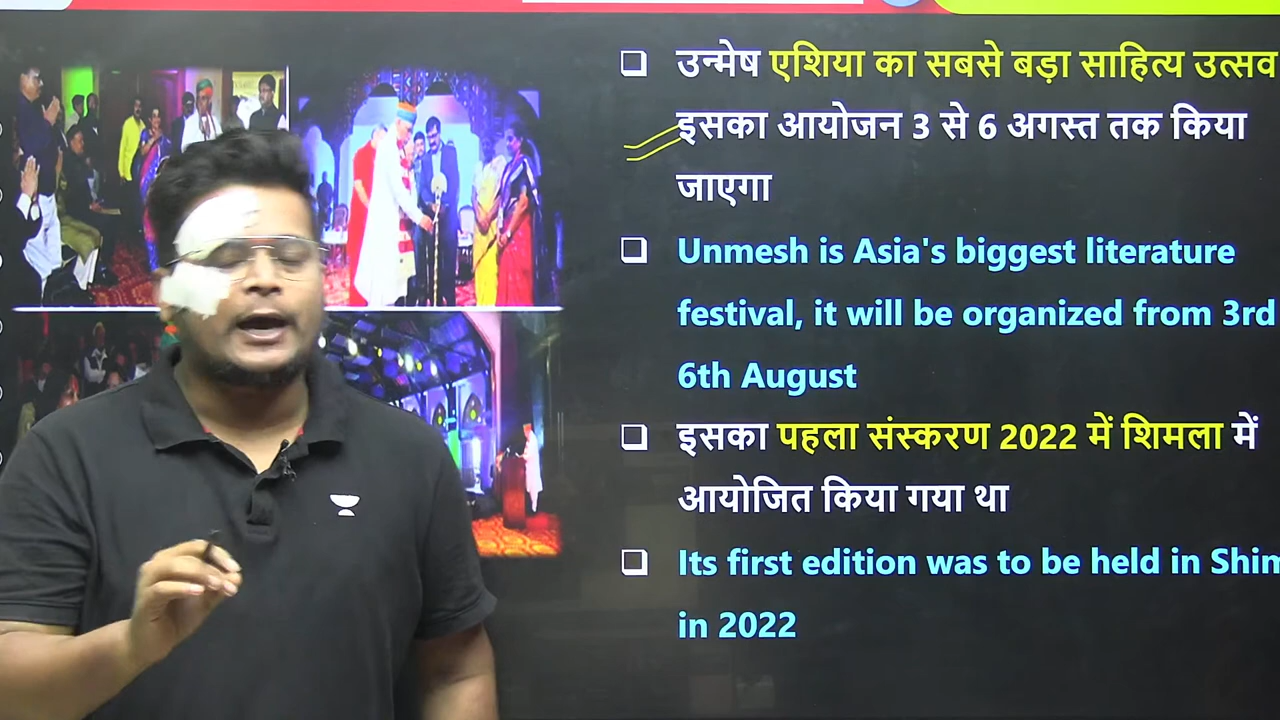 उन्मेष एशिया का सबसे बड़ा साहित्य उत्सव
इसका आयोजन 3 से 6 अगस्त तक किया
जाएगा
Unmesh is Asia's biggest literature
festival, it will be organized from 3rd
6th August
इसका पहला संस्करण 2022 में शिमला में
आयोजित किया गया था
Its first edition was to be held in Shim
in 2022